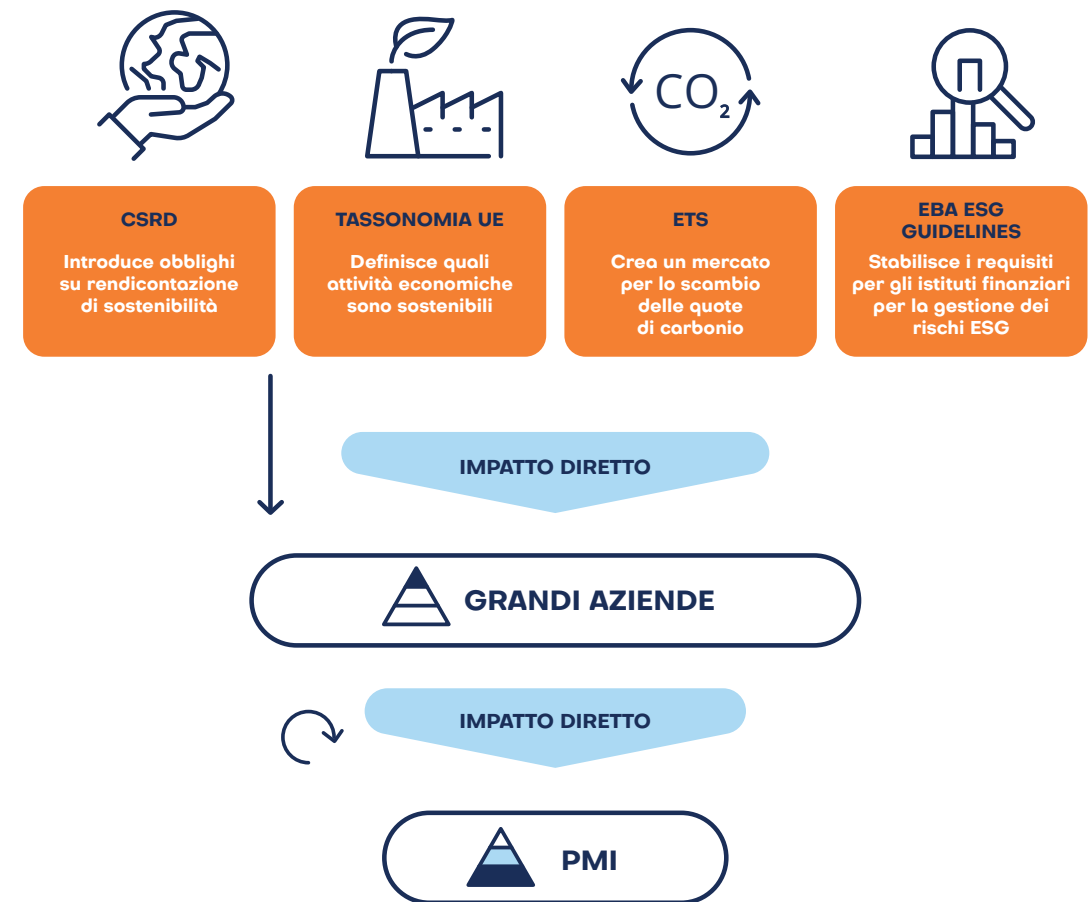 CO₂
CSRD
Introduce obblighi
su rendicontazione
di sostenibilità
TASSONOMIA UE
Definisce quali
attività economiche
sono sostenibili
ETS
Crea un mercato
per lo scambio
delle quote
di carbonio
EBA ESG
GUIDELINES
Stabilisce i requisiti
per gli istituti finanziari
per la gestione dei
rischi ESG
IMPATTO DIRETTO
GRANDI AZIENDE
IMPATTO DIRETTO
PMI